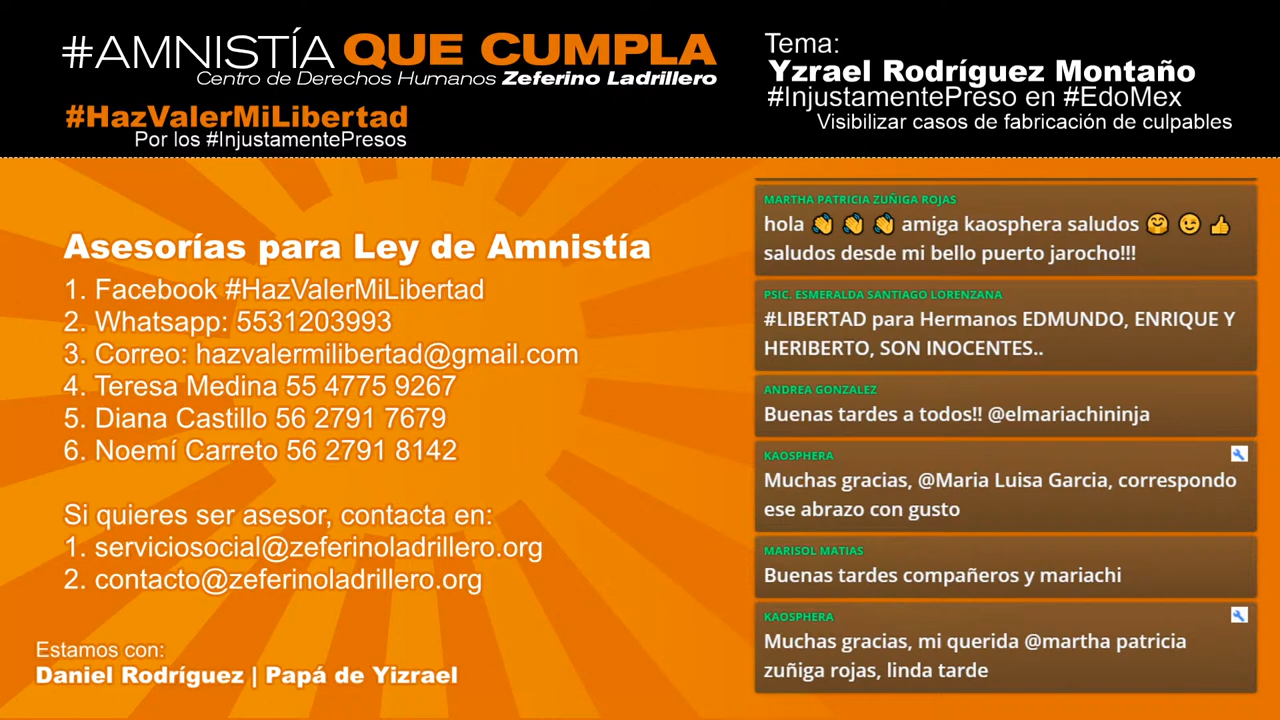 #AMNISTÍA QUE CUMPLA
Centro de Derechos Humanos Zeferino Ladrillero
#HazValerMiLibertad
Por los #InjustamentePresos
Tema:
Yzrael Rodríguez Montaño
#InjustamentePreso en #EdoMex
Visibilizar casos de fabricación de culpables
Asesorías para Ley de Amnistía
1. Facebook #HazValerMiLibertad
2. Whatsapp: 5531203993
3. Correo: hazvalermilibertad@gmail.com
4. Teresa Medina 55 4775 9267
5. Diana Castillo 56 2791 7679
6. Noemí Carreto 56 2791 8142
Si quieres ser asesor, contacta en:
1. serviciosocial@zeferinoladrillero.org
2. contacto@zeferinoladrillero.org
Estamos con:
Daniel Rodríguez | Papá de Yizrael
MARTHA PATRICIA ZUÑIGA ROJAS
hola 👏 👏 👏 amiga kaosphera saludos 🤗 😉 👍
saludos desde mi bello puerto jarocho!!!
PSIC. ESMERALDA SANTIAGO LORENZANA
#LIBERTAD para Hermanos EDMUNDO, ENRIQUE Y
HERIBERTO, SON INOCENTES..
ANDREA GONZALEZ
Buenas tardes a todos!! @elmariachininja
KAOSPHERA
Muchas gracias, @Maria Luisa Garcia, correspondo
ese abrazo con gusto
MARISOL MATIAS
Buenas tardes compañeros y mariachi
KAOSPHERA
Muchas gracias, mi querida @martha patricia
zuñiga rojas, linda tarde